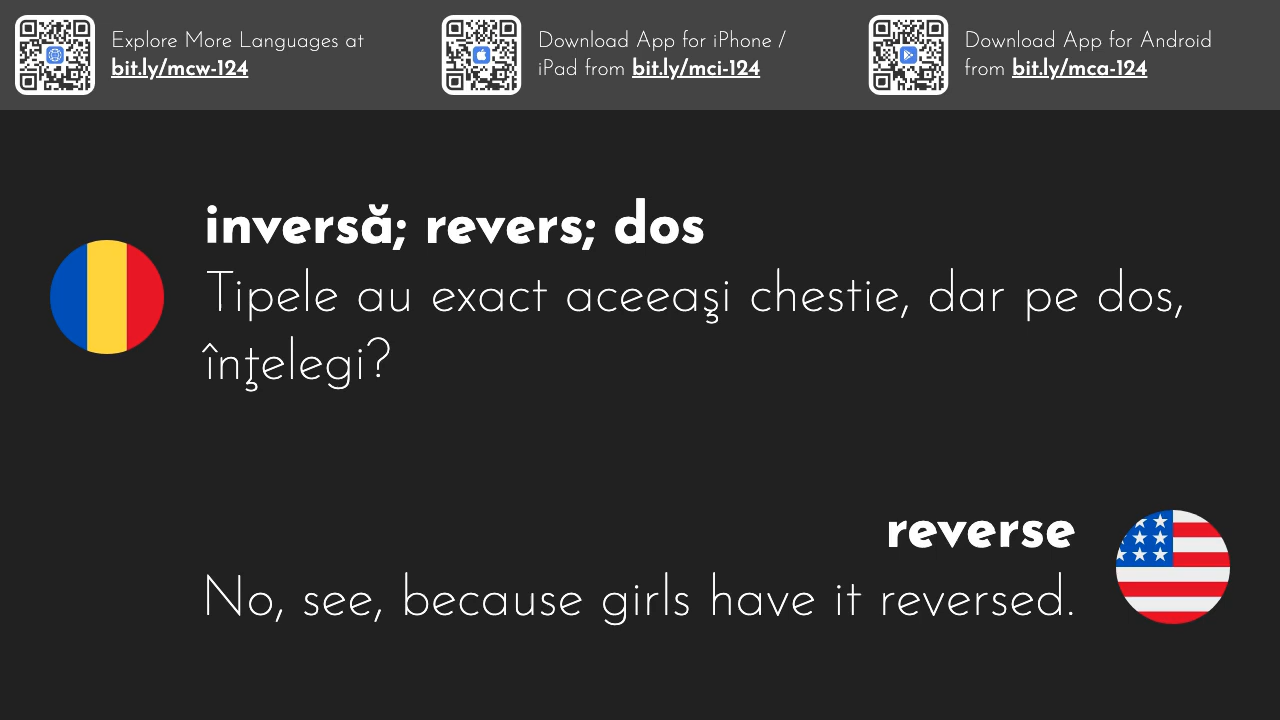 Explore More Languages at
bit.ly/mcw-124
Download App for iPhone /
iPad from bit.ly/mci-124
Download App for Android
from bit.ly/mca-124
inversă; revers; dos
Tipele au exact aceeaşi chestie, dar pe dos,
înţelegi?
reverse
No, see, because girls have it reversed.